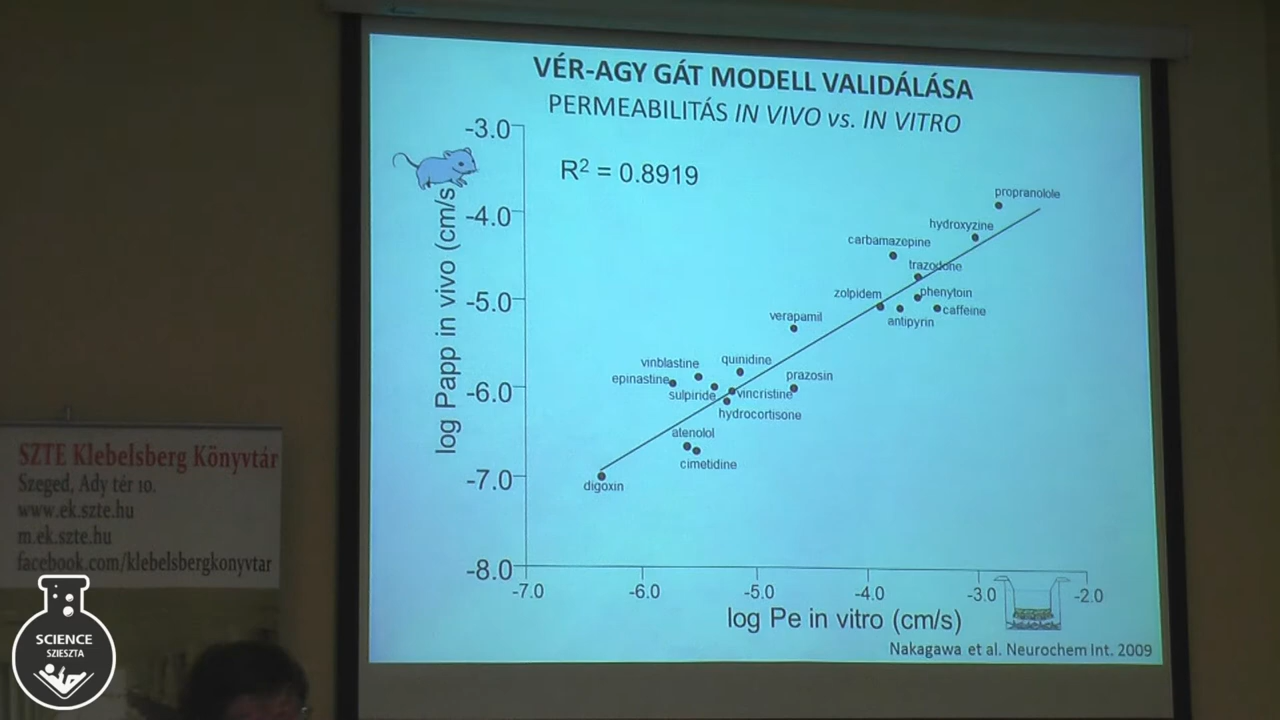 VÉR-AGY GÁT MODELL VALIDÁLÁSA
PERMEABILITÁS IN VIVO vs. IN VITRO
R² = 0.8919
log Papp in vivo (cm/s)
-3.0
-4.0
-5.0
-6.0
-7.0
-8.0
propranolole
hydroxyzine
carbamazepine
trazodone
zolpidem
phenytoin
caffeine
antipyrin
verapamil
vinblastine
quinidine
epinastine
prazosin
sulpiride
vincristine
hydrocortisone
atenolol
cimetidine
digoxin
-7.0
-6.0
-5.0
-4.0
-3.0
-2.0
log Pe in vitro (cm/s)
Nakagawa et al. Neurochem Int. 2009
SZTE Klebelsberg Könyvtár
Szeged, Ady tér 10.
www.ek.szte.hu
m.ek.szte.hu
facebook.com/klebelsbergkonyvtar
SCIENCE
SZIESZTA